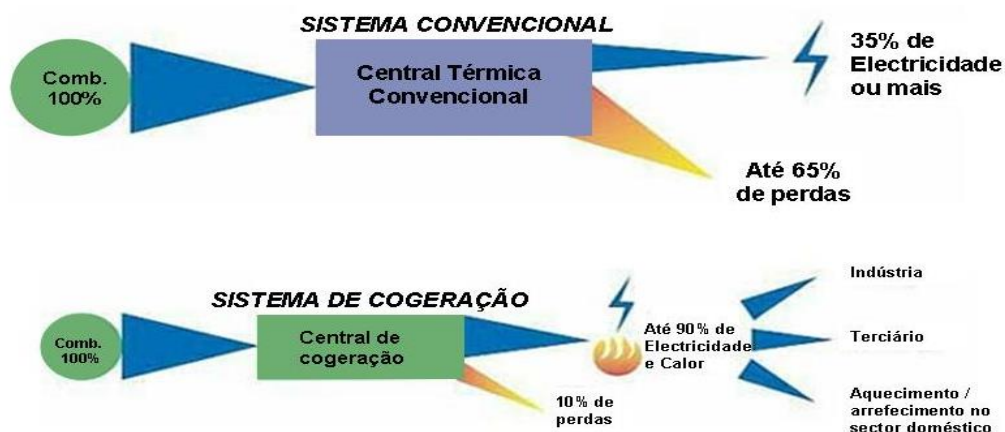 SISTEMA CONVENCIONAL
Comb.
100%
Central Térmica
Convencional
35% de
Electricidade
ou mais
Até 65%
de perdas
SISTEMA DE COGERAÇÃO
Comb.
100%
Central de
cogeração
10% de
perdas
Até 90% de
Electricidade
e Calor
Indústria
Terciário
Aquecimento /
arrefecimento no
sector doméstico